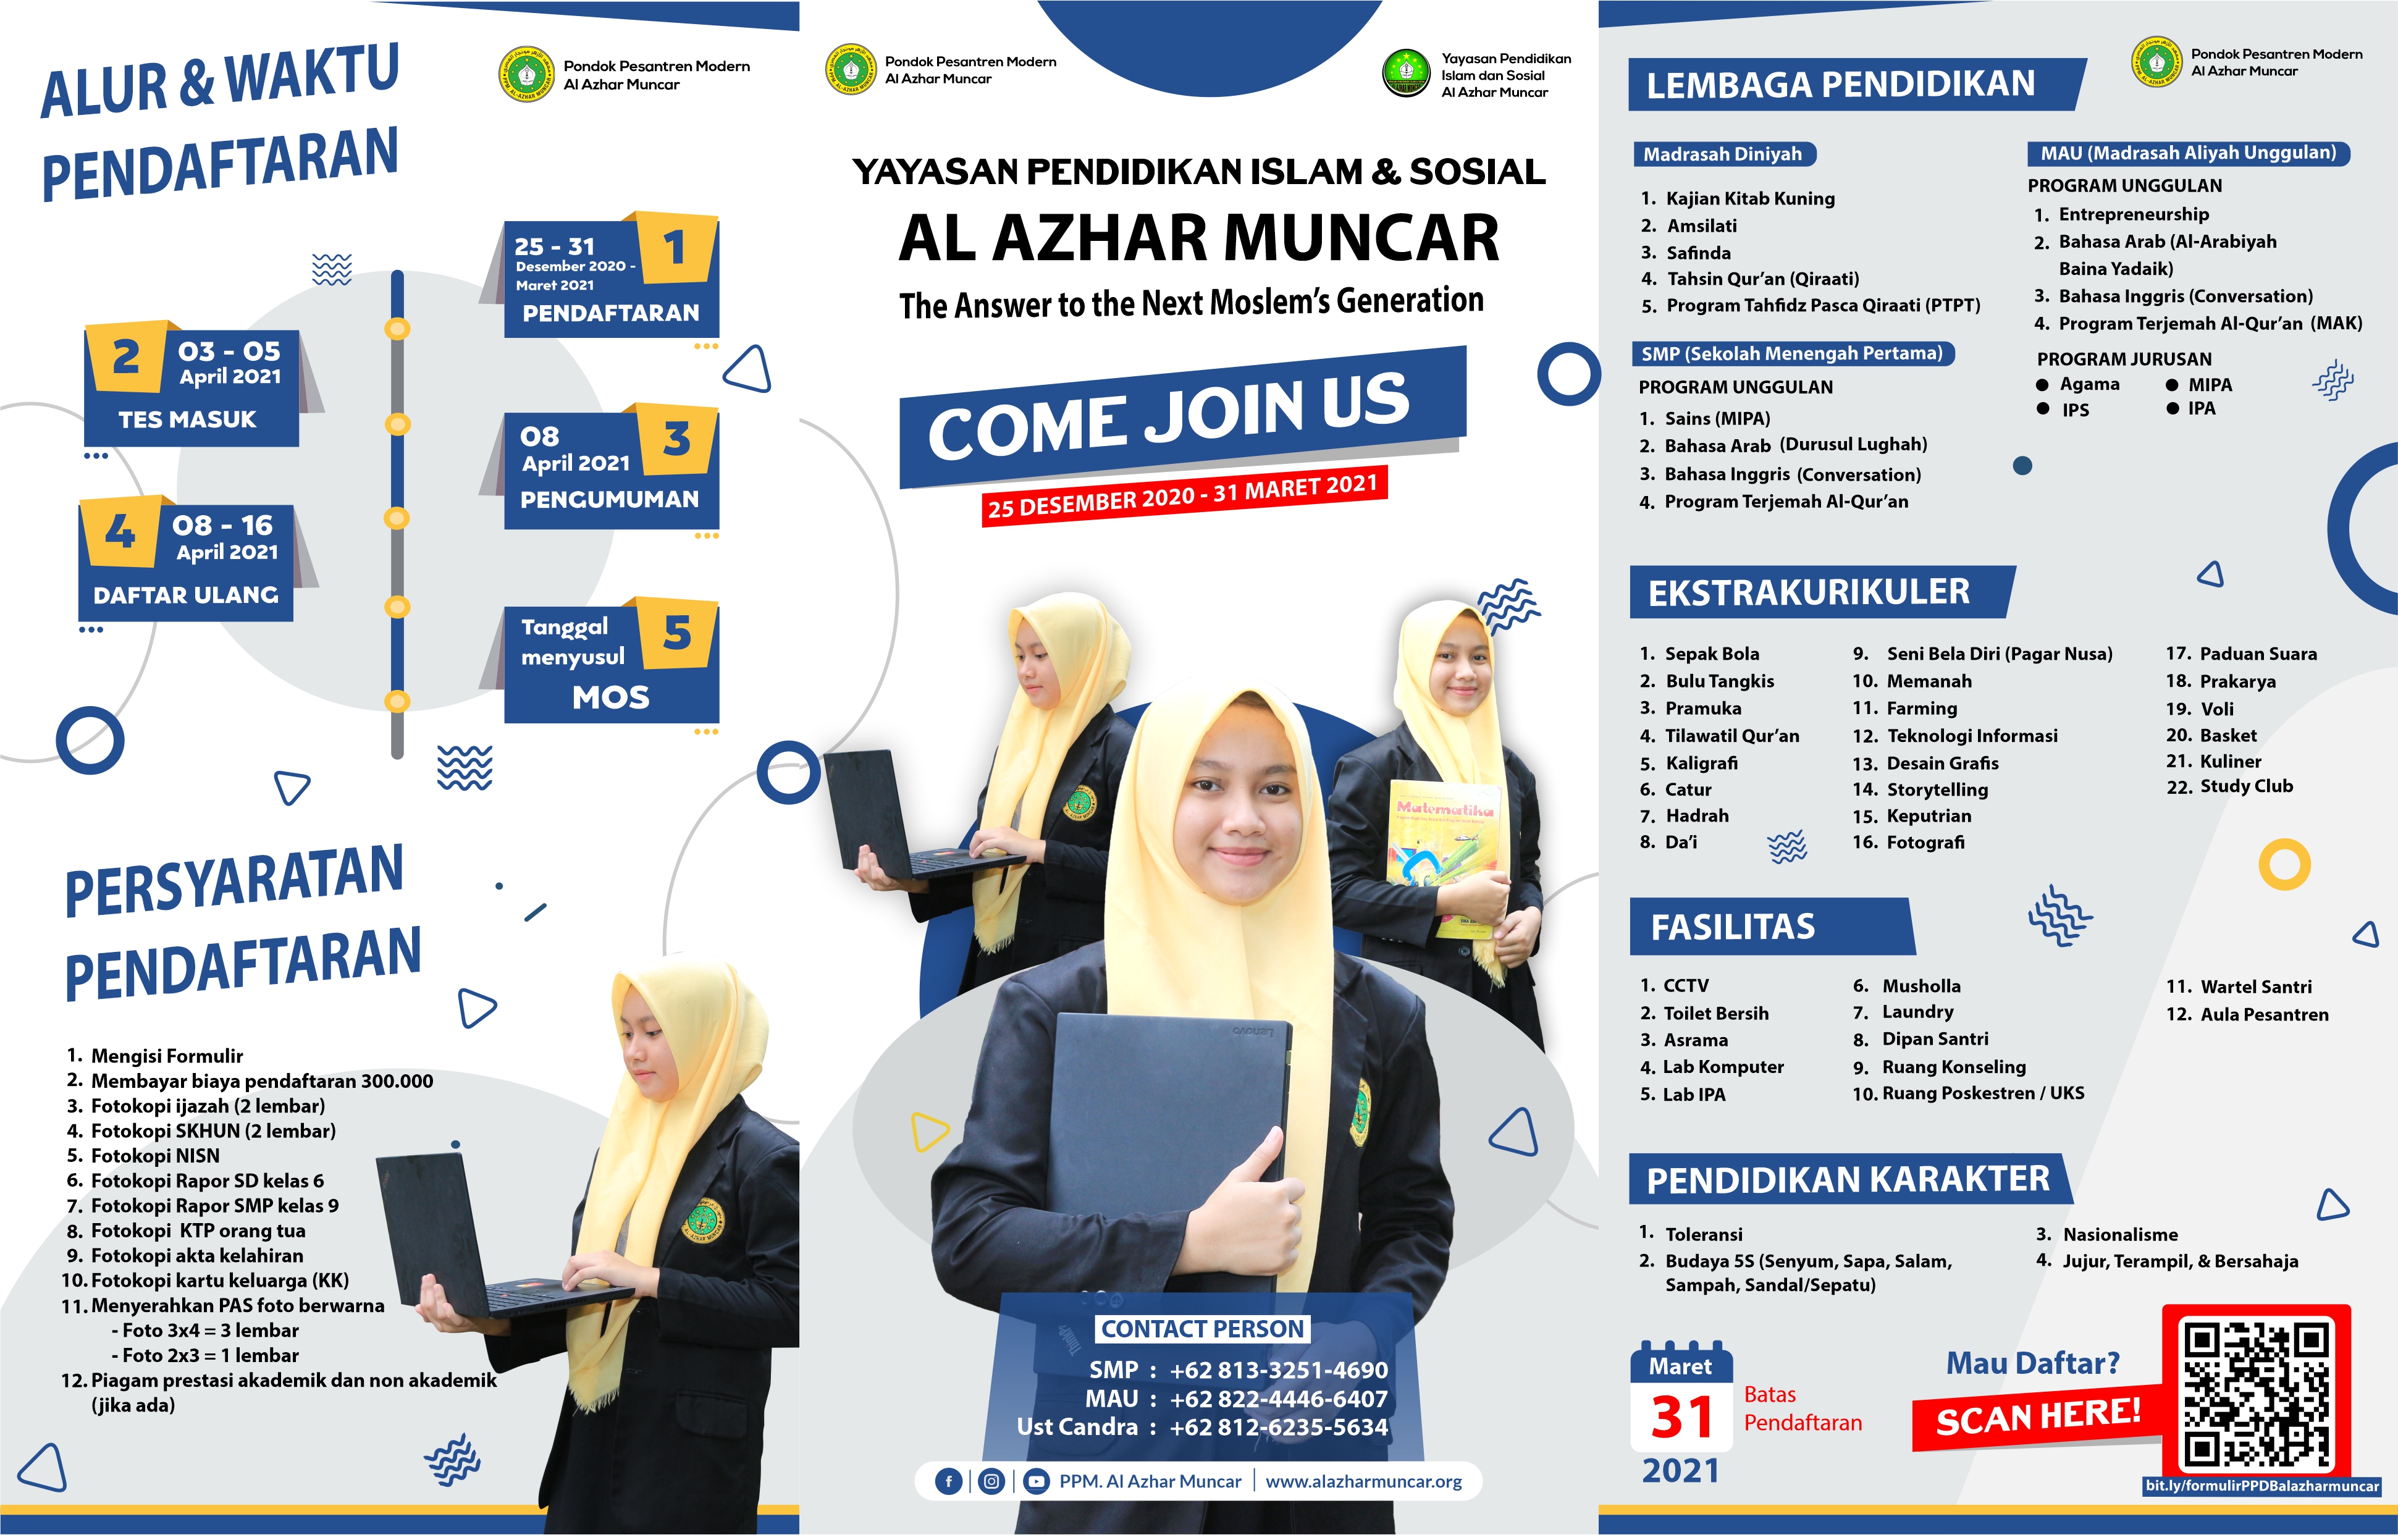 ALUR & WAKTU
PENDAFTARAN
Pondok Pesantren Modern
Al Azhar Muncar
25 - 31
Desember 2020 -
Maret 2021
1
PENDAFTARAN
2
03 - 05
April 2021
TES MASUK
08
April 2021
3
PENGUMUMAN
4
08 - 16
April 2021
DAFTAR ULANG
Tanggal
menyusul
5
MOS
PERSYARATAN
PENDAFTARAN
1. Mengisi Formulir
2. Membayar biaya pendaftaran 300.000
3. Fotokopi ijazah (2 lembar)
4. Fotokopi SKHUN (2 lembar)
5. Fotokopi NISN
6. Fotokopi Rapor SD kelas 6
7. Fotokopi Rapor SMP kelas 9
8. Fotokopi KTP orang tua
9. Fotokopi akta kelahiran
10. Fotokopi kartu keluarga (KK)
11. Menyerahkan PAS foto berwarna
- Foto 3x4 = 3 lembar
- Foto 2x3 = 1 lembar
12. Piagam prestasi akademik dan non akademik
(jika ada)
Pondok Pesantren Modern
Al Azhar Muncar
Yayasan Pendidikan
Islam dan Sosial
Al Azhar Muncar
YAYASAN PENDIDIKAN ISLAM & SOSIAL
AL AZHAR MUNCAR
The Answer to the Next Moslem's Generation
COME JOIN US
25 DESEMBER 2020 - 31 MARET 2021
Matematika
Lenovo
CONTACT PERSON
SMP : +62 813-3251-4690
MAU : +62 822-4446-6407
Ust Candra : +62 812-6235-5634
PPM. Al Azhar Muncar | www.alazharmuncar.org
Pondok Pesantren Modern
Al Azhar Muncar
LEMBAGA PENDIDIKAN
Madrasah Diniyah
1. Kajian Kitab Kuning
2. Amsilati
3. Safinda
4. Tahsin Qur'an (Qiraati)
5. Program Tahfidz Pasca Qiraati (PTPT)
SMP (Sekolah Menengah Pertama)
PROGRAM UNGGULAN
1. Sains (MIPA)
2. Bahasa Arab (Durusul Lughah)
3. Bahasa Inggris (Conversation)
4. Program Terjemah Al-Qur'an
MAU (Madrasah Aliyah Unggulan)
PROGRAM UNGGULAN
1. Entrepreneurship
2. Bahasa Arab (Al-Arabiyah
Baina Yadaik)
3. Bahasa Inggris (Conversation)
4. Program Terjemah Al-Qur'an (MAK)
PROGRAM JURUSAN
● Agama
● MIPA
● IPS
● IPA
EKSTRAKURIKULER
1. Sepak Bola
2. Bulu Tangkis
3. Pramuka
4. Tilawatil Qur'an
5. Kaligrafi
6. Catur
7. Hadrah
8. Da'i
9. Seni Bela Diri (Pagar Nusa)
10. Memanah
11. Farming
12. Teknologi Informasi
13. Desain Grafis
14. Storytelling
15. Keputrian
16. Fotografi
17. Paduan Suara
18. Prakarya
19. Voli
20. Basket
21. Kuliner
22. Study Club
FASILITAS
1. CCTV
2. Toilet Bersih
3. Asrama
4. Lab Komputer
5. Lab IPA
6. Musholla
7. Laundry
8. Dipan Santri
9. Ruang Konseling
10. Ruang Poskestren / UKS
11. Wartel Santri
12. Aula Pesantren
PENDIDIKAN KARAKTER
1. Toleransi
2. Budaya 5S (Senyum, Sapa, Salam,
Sampah, Sandal/Sepatu)
3. Nasionalisme
4. Jujur, Terampil, & Bersahaja
Maret
31
2021
Batas
Pendaftaran
Mau Daftar?
SCAN HERE!
bit.ly/formulirPPDBalazharmuncar